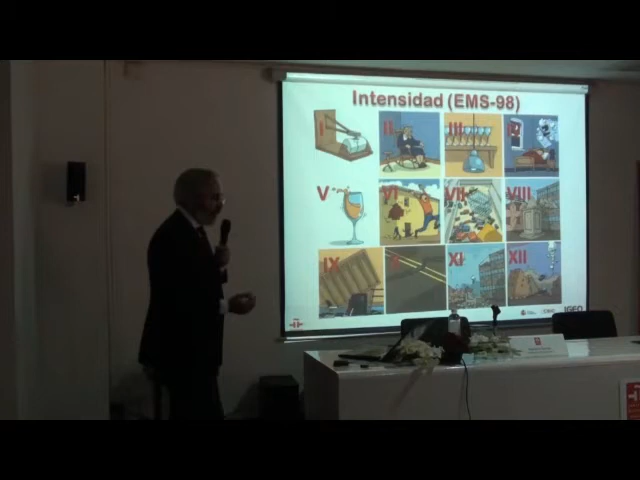 Intensidad (EMS-98)
I II III IV
V VI VII VIII
IX X XI XII
IGEO